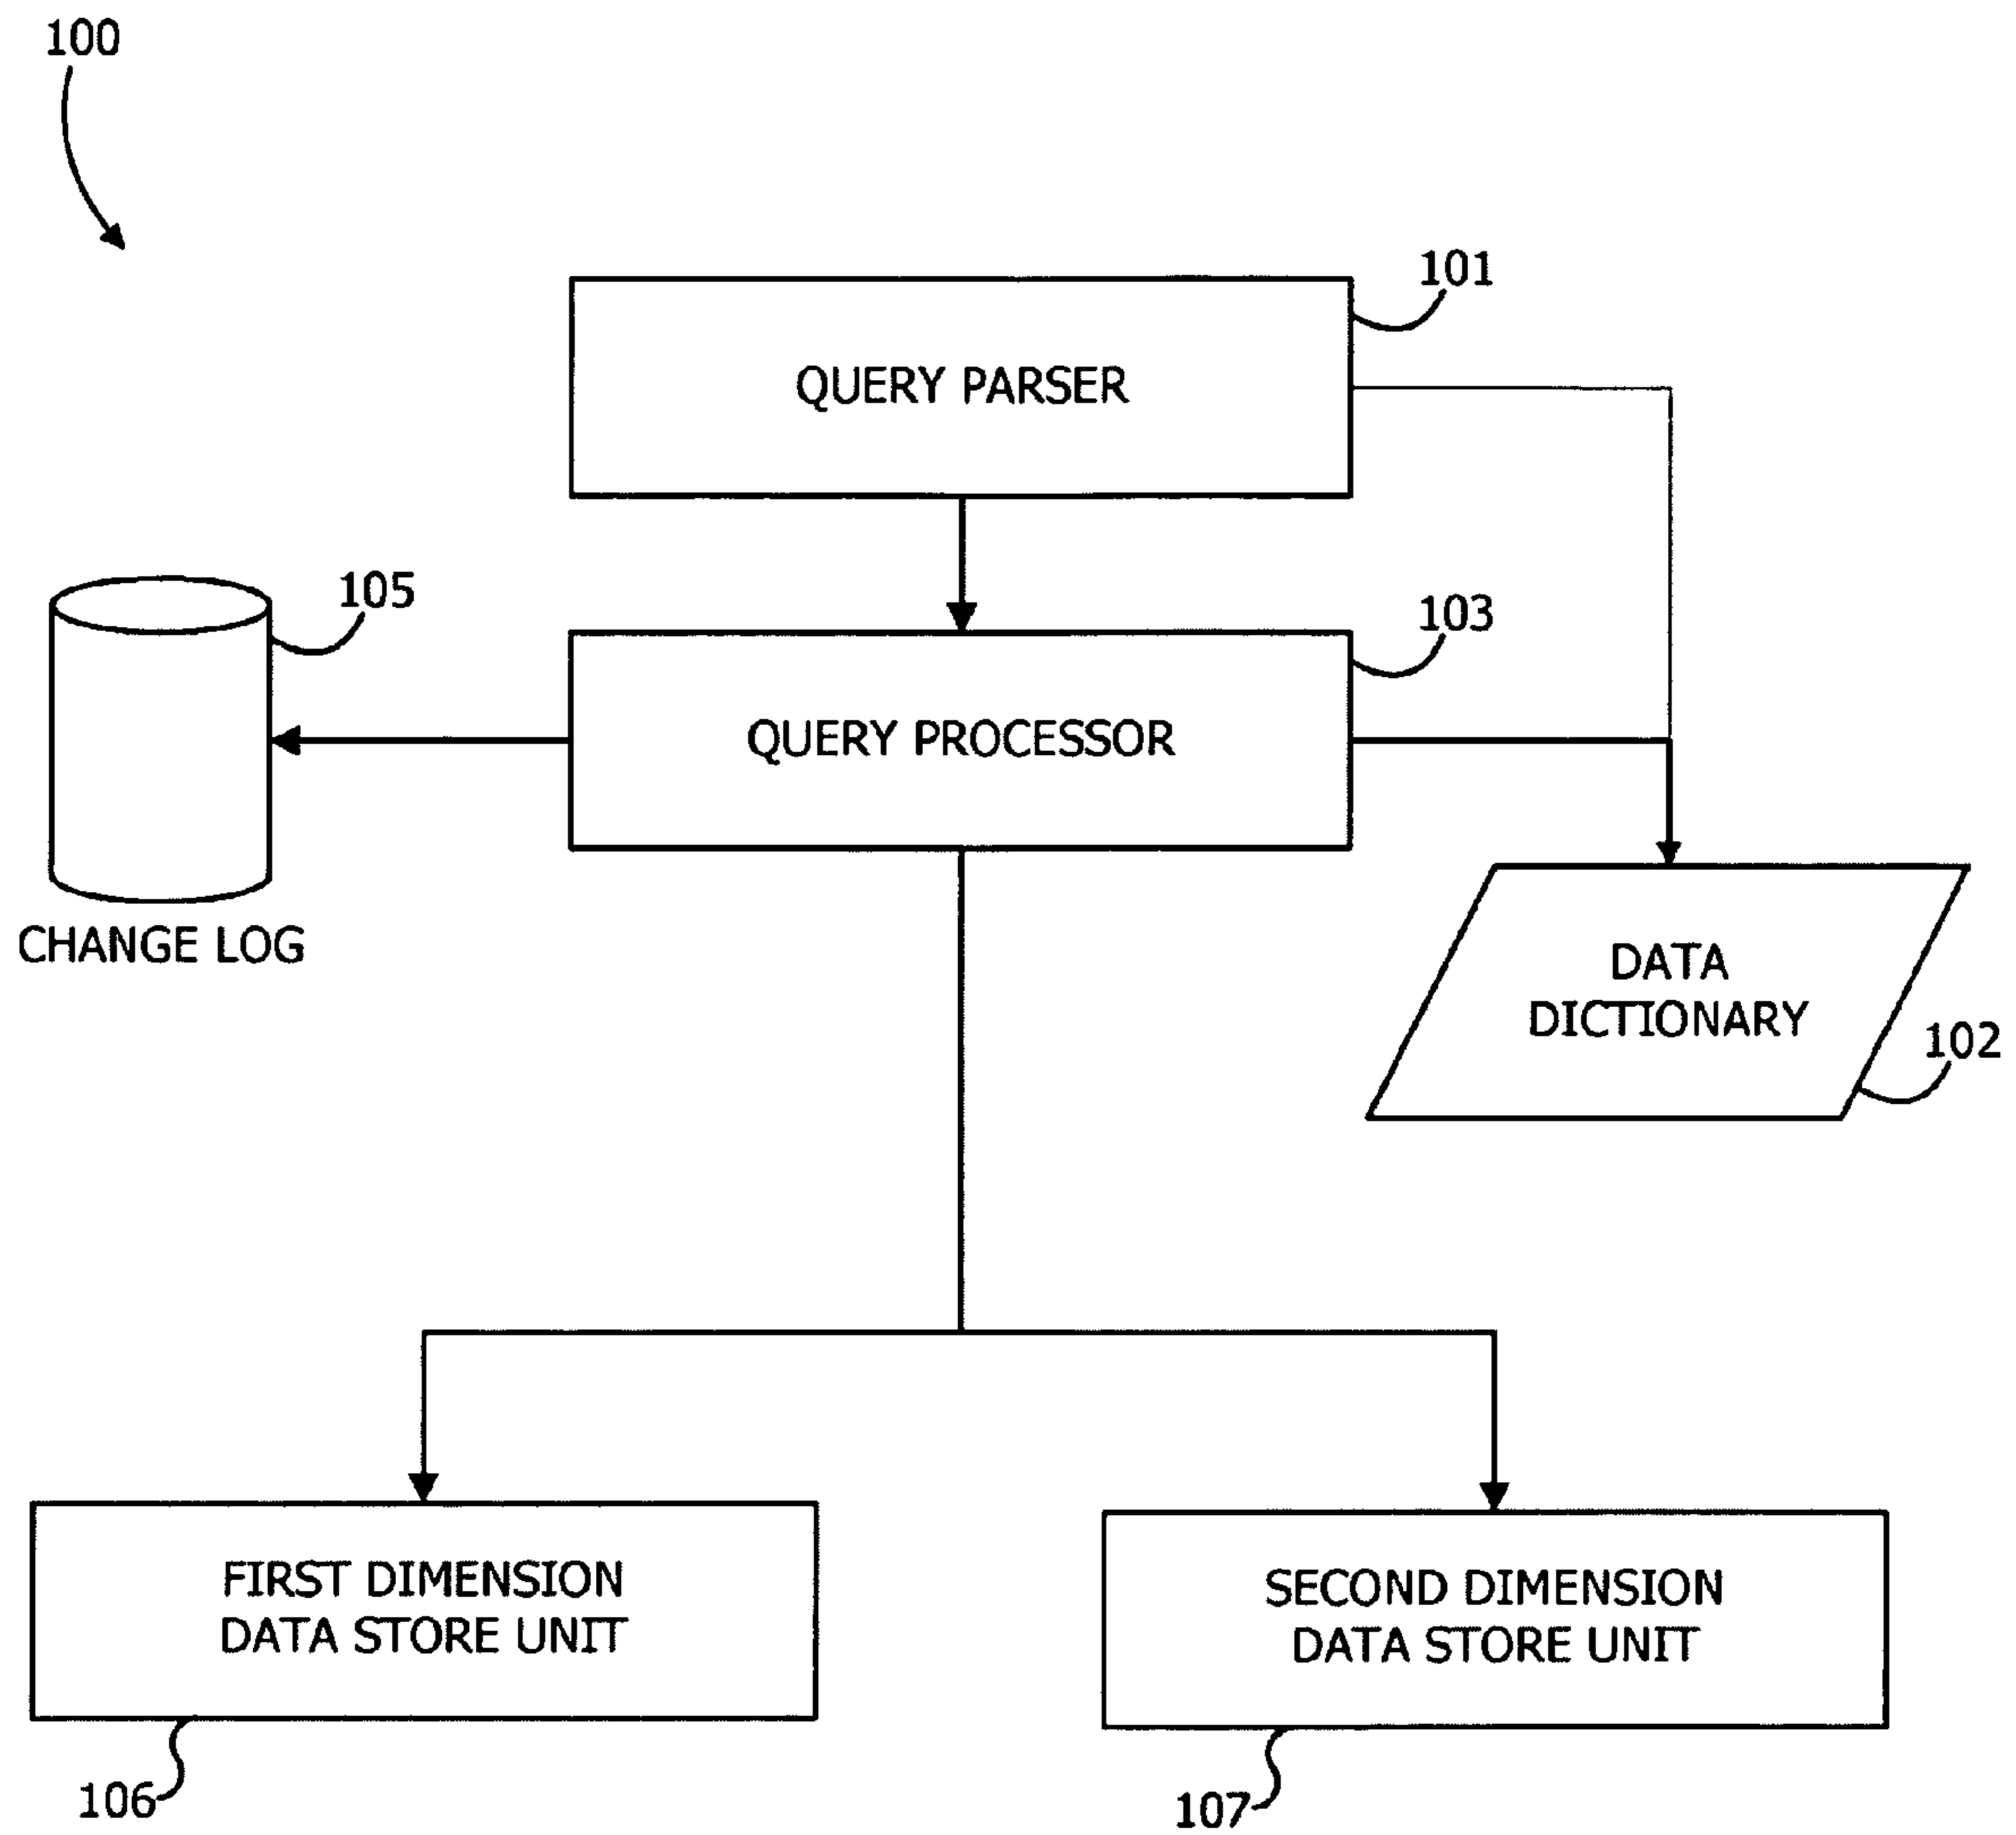 100
101
QUERY PARSER
105
103
QUERY PROCESSOR
CHANGE LOG
DATA
DICTIONARY
102
FIRST DIMENSION
DATA STORE UNIT
SECOND DIMENSION
DATA STORE UNIT
106
107